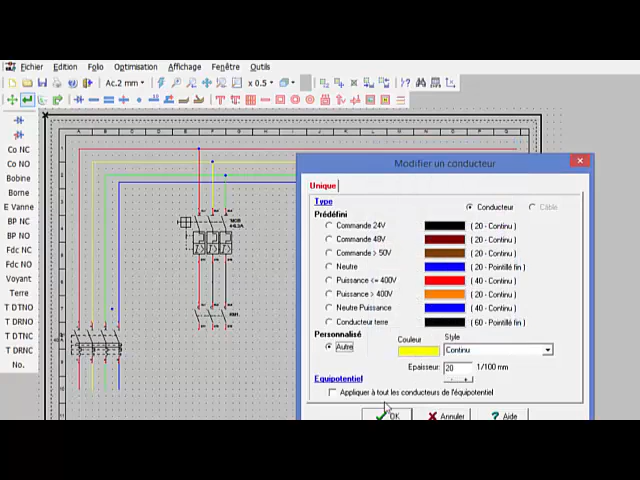 Fichier Edition Folio Optimisation Affichage Fenêtre Outils
Ac.2 mm x 0.5
Co NC
Co NO
Bobine
Borne
E Vanne
BP NC
BP NO
Fdc NC
Fdc NO
Voyant
Terre
T DTNO
T DRNO
T DTNC
T DRNC
No.
Modifier un conducteur
Unique
Type
Conducteur Câble
Prédéfini
Commande 24V ( 20 - Continu )
Commande 48V ( 20 - Continu )
Commande > 50V ( 20 - Continu )
Neutre ( 20 - Pointillé fin )
Puissance <= 400V ( 40 - Continu )
Puissance > 400V ( 20 - Continu )
Neutre Puissance ( 40 - Continu )
Conducteur terre ( 60 - Pointillé fin )
Personnalisé
Autre
Couleur Style
Continu
Epaisseur: 20 1/100 mm
Equipotentiel
Appliquer à tout les conducteurs de l'équipotentiel
OK Annuler Aide